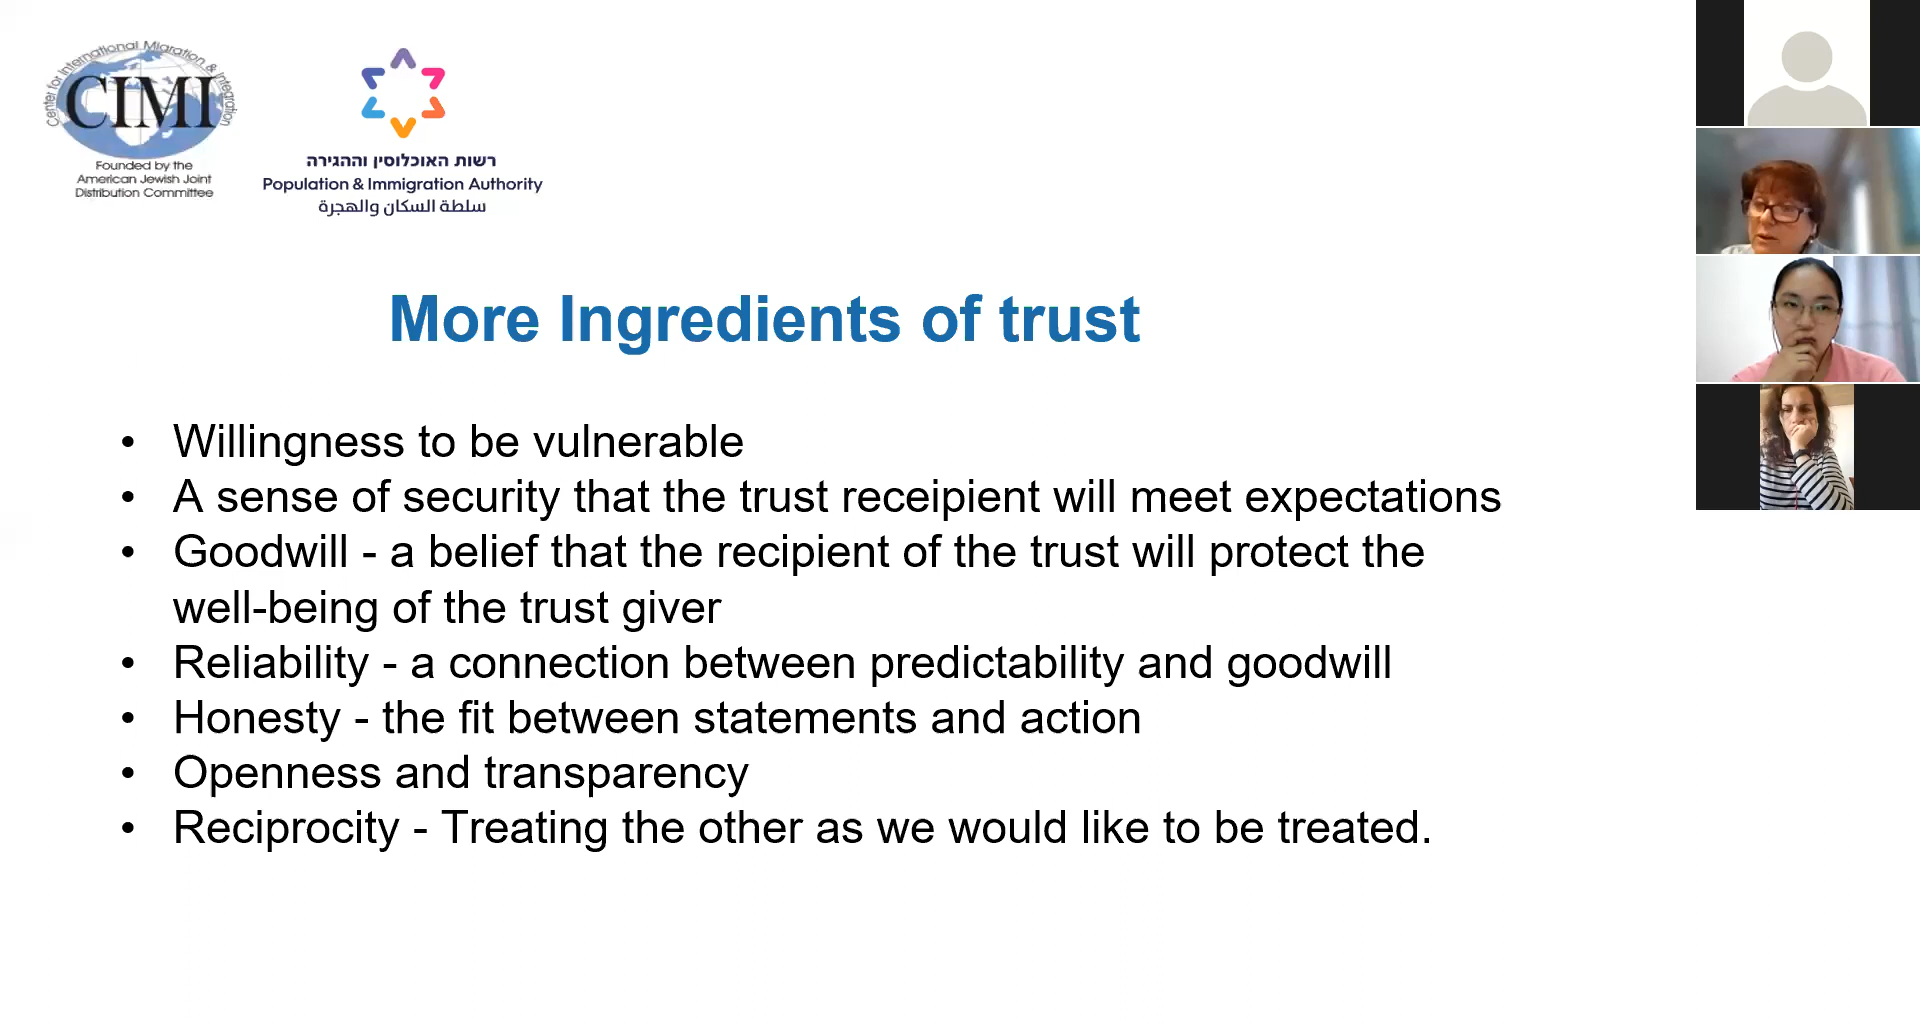 Center for International Migration & Integration
CIMI
Founded by the
American Jewish Joint
Distribution Committee
רשות האוכלוסין וההגירה
Population & Immigration Authority
سلطة السكان والهجرة
More Ingredients of trust
• Willingness to be vulnerable
• A sense of security that the trust receipient will meet expectations
• Goodwill - a belief that the recipient of the trust will protect the
well-being of the trust giver
• Reliability - a connection between predictability and goodwill
• Honesty - the fit between statements and action
• Openness and transparency
• Reciprocity - Treating the other as we would like to be treated.